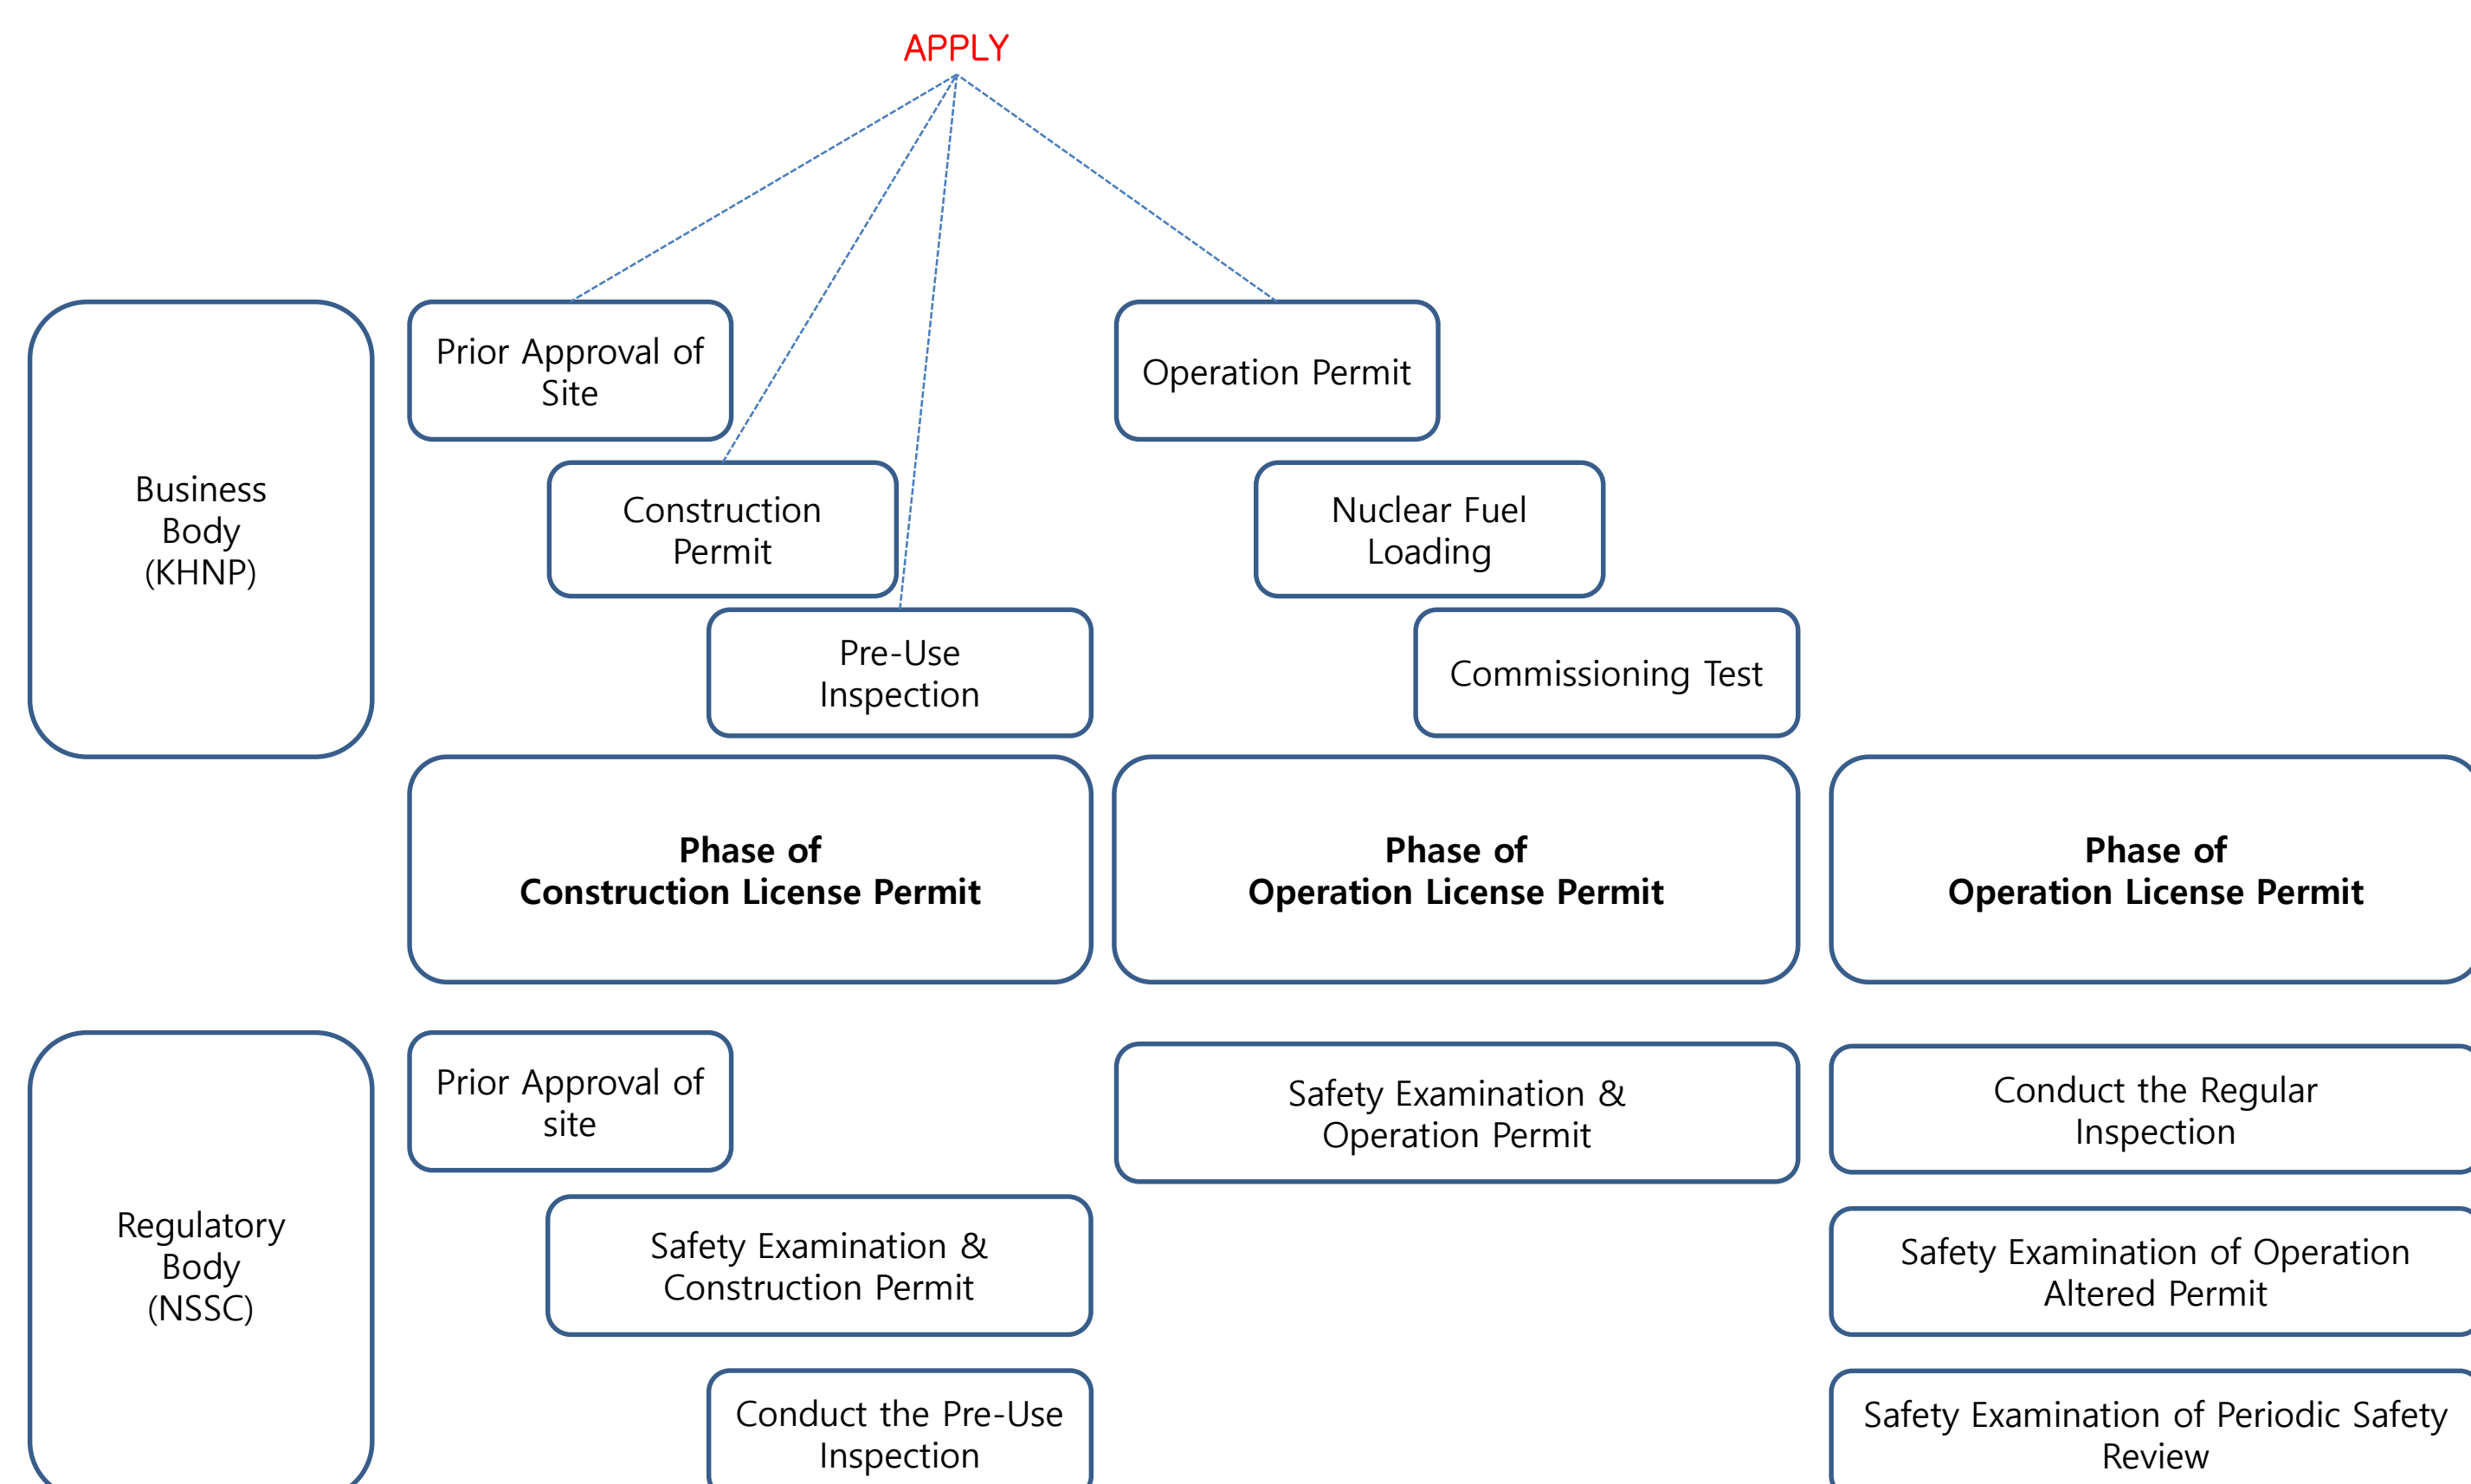 APPLY
Business
Body
(KHNP)
Prior Approval of
Site
Construction
Permit
Pre-Use
Inspection
Operation Permit
Nuclear Fuel
Loading
Commissioning Test
Phase of
Construction License Permit
Phase of
Operation License Permit
Phase of
Operation License Permit
Regulatory
Body
(NSSC)
Prior Approval of
site
Safety Examination &
Construction Permit
Conduct the Pre-Use
Inspection
Safety Examination &
Operation Permit
Conduct the Regular
Inspection
Safety Examination of Operation
Altered Permit
Safety Examination of Periodic Safety
Review